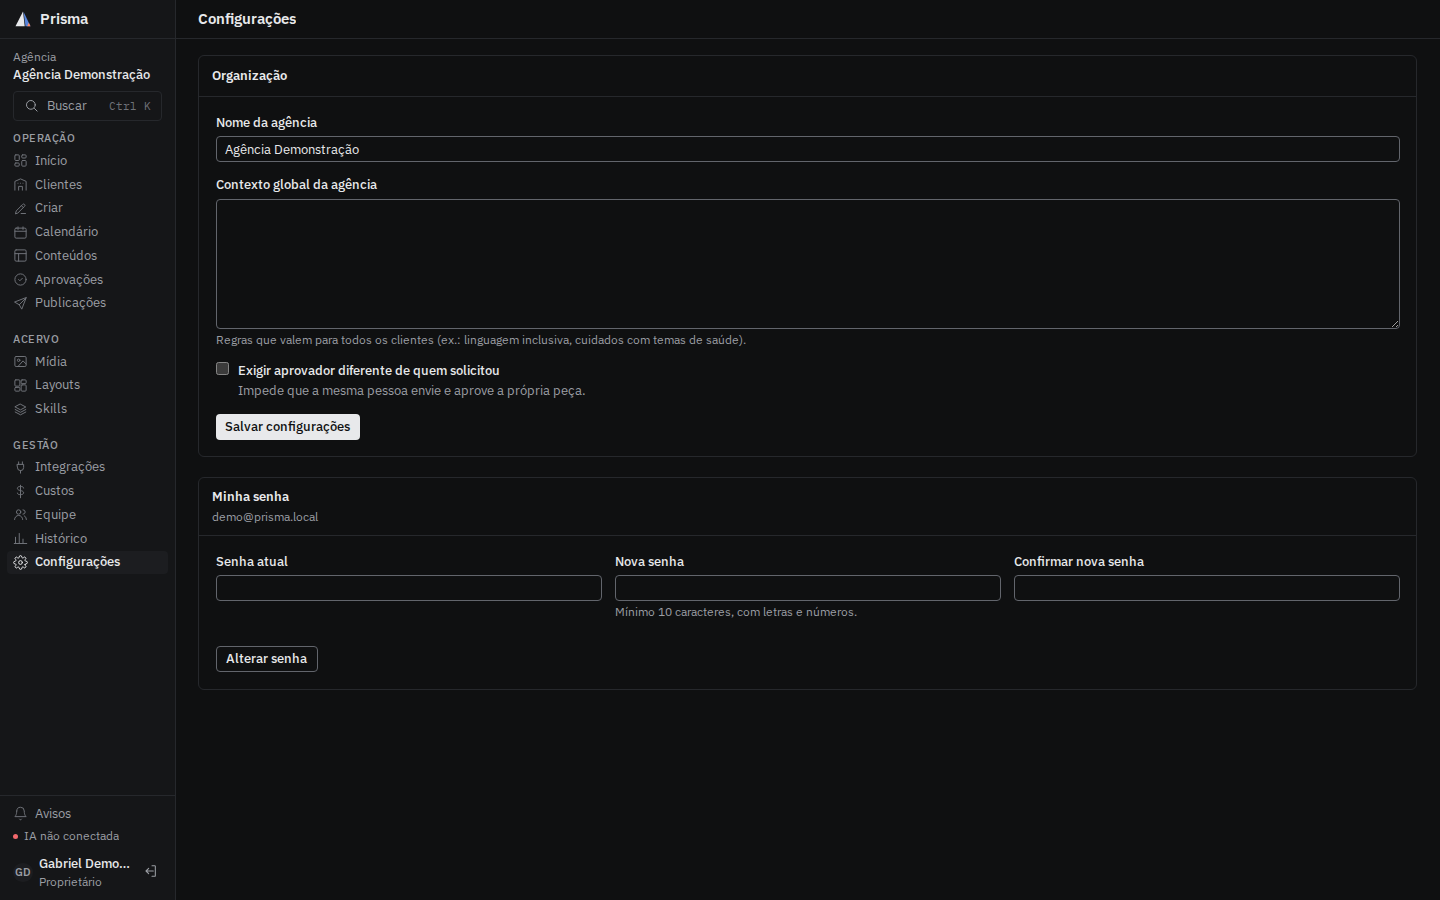 Prisma
Configurações
Agência
Agência Demonstração
Buscar Ctrl K
OPERAÇÃO
Início
Clientes
Criar
Calendário
Conteúdos
Aprovações
Publicações
ACERVO
Mídia
Layouts
Skills
GESTÃO
Integrações
Custos
Equipe
Histórico
Configurações
Avisos
IA não conectada
GD
Gabriel Demo...
Proprietário
Organização
Nome da agência
Agência Demonstração
Contexto global da agência
Regras que valem para todos os clientes (ex.: linguagem inclusiva, cuidados com temas de saúde).
Exigir aprovador diferente de quem solicitou
Impede que a mesma pessoa envie e aprove a própria peça.
Salvar configurações
Minha senha
demo@prisma.local
Senha atual Nova senha Confirmar nova senha
Mínimo 10 caracteres, com letras e números.
Alterar senha